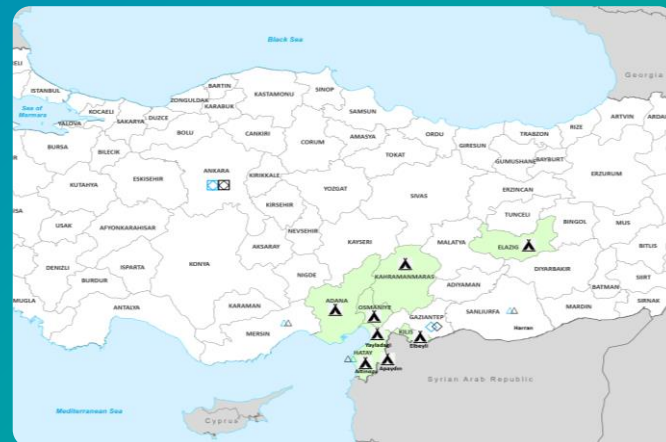 Black Sea
Georgia
ELI
ISTANBUL
Sea of
Marmara
YALOVA
KOCAELI
SAKARYA
DUZCE
ZONGULDAK
BARTIN
KARABUK
KASTAMONU
SINOP
SAMSUN
BOLU
CANKIRI
CORUM
AMASYA
ORDU
GIRESUN
TRABZON
RIZE
ARTVIN
ARDA
BURSA
BILECIK
ESKISEHIR
ANKARA
KIRIKKALE
YOZGAT
TOKAT
SIVAS
GUMUSHANE
BAYBURT
ERZINCAN
ERZURUM
KUTAHYA
KIRSEHIR
USAK
AFYONKARAHISAR
NEVSEHIR
KAYSERI
TUNCELI
BINGOL
MUS
ISA
AKSARAY
MALATYA
ELAZIG
BITLIS
DENIZLI
ISPARTA
KONYA
NIGDE
KAHRAMANMARAS
DIYARBAKIR
SIIRT
BURDUR
ADIYAMAN
BATMAN
MUGLA
ANTALYA
KARAMAN
ADANA
OSMANIYE
GAZIANTEP
SANLIURFA
MARDIN
SIRNAK
MERSIN
KILIS
Harran
Yayladagi
Elbeyli
HATAY
Altinozu
Apaydin
Syrian Arab Republic
Mediterranean Sea
Cyprus